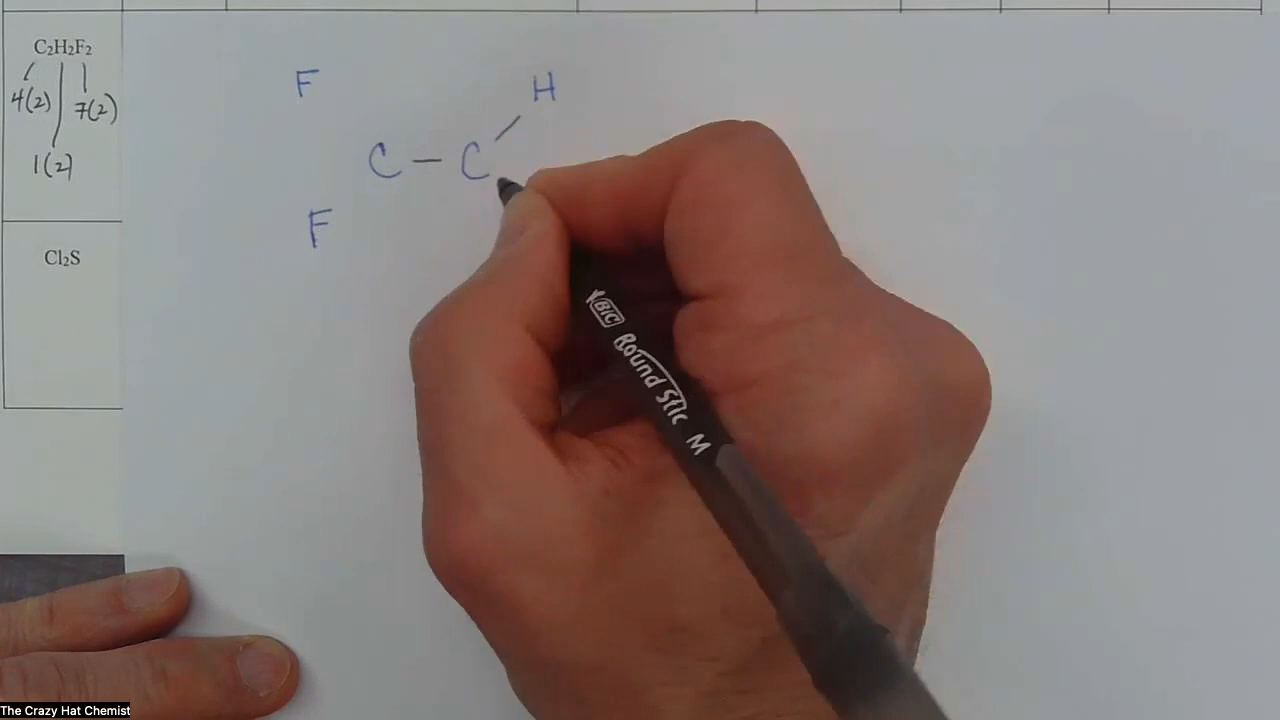 C₂H₂F₂
4(2) 7(2)
1(2)
F H
C – C
F
Cl₂S
BIC Round Stic M
The Crazy Hat Chemist